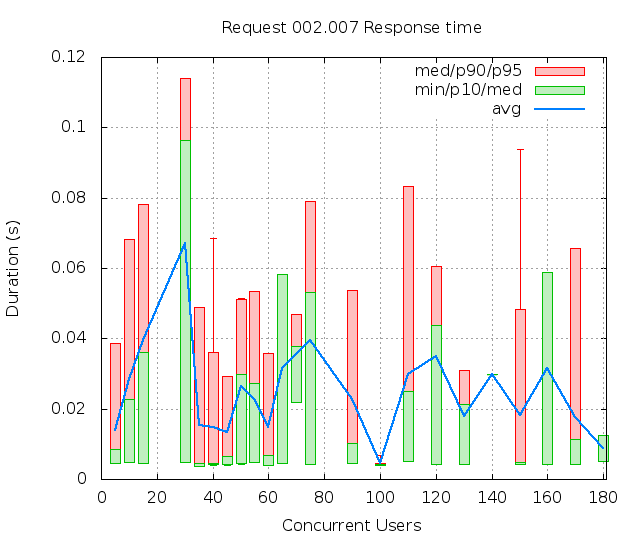 Request 002.007 Response time
0.12
0.1
0.08
0.06
0.04
0.02
0
med/p90/p95
min/p10/med
avg
Duration (s)
0 20 40 60 80 100 120 140 160 180
Concurrent Users